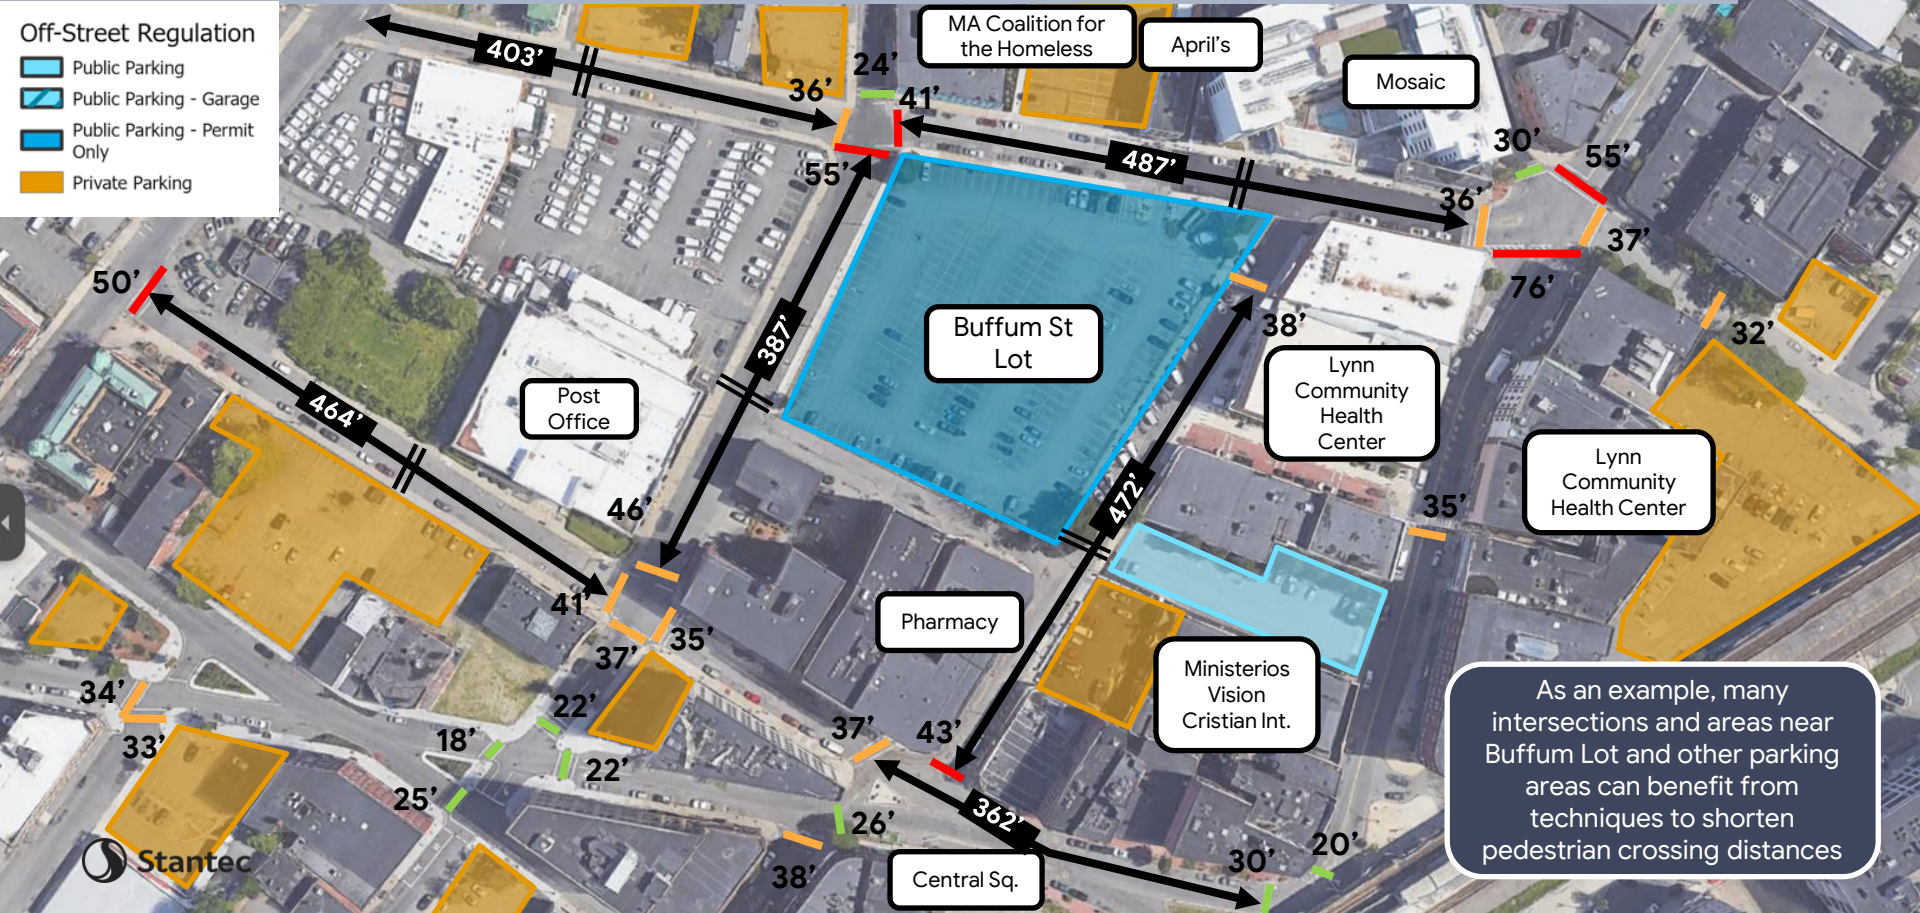 Off-Street Regulation
Public Parking
Public Parking - Garage
Public Parking - Permit
Only
Private Parking
403’
36’
24’
41’
55’
MA Coalition for
the Homeless
April's
Mosaic
487’
30’
55’
36’
37’
76’
50’
387’
Buffum St
Lot
38’
32’
Lynn
Community
Health
Center
464’
Post
Office
472’
Lynn
Community
Health Center
46’
35’
41’
35’
37’
Pharmacy
Ministerios
Vision
Cristian Int.
34’
33’
22’
18’
22’
25’
37’
43’
26’
362’
38’
Central Sq.
30’
20’
As an example, many
intersections and areas near
Buffum Lot and other parking
areas can benefit from
techniques to shorten
pedestrian crossing distances
Stantec